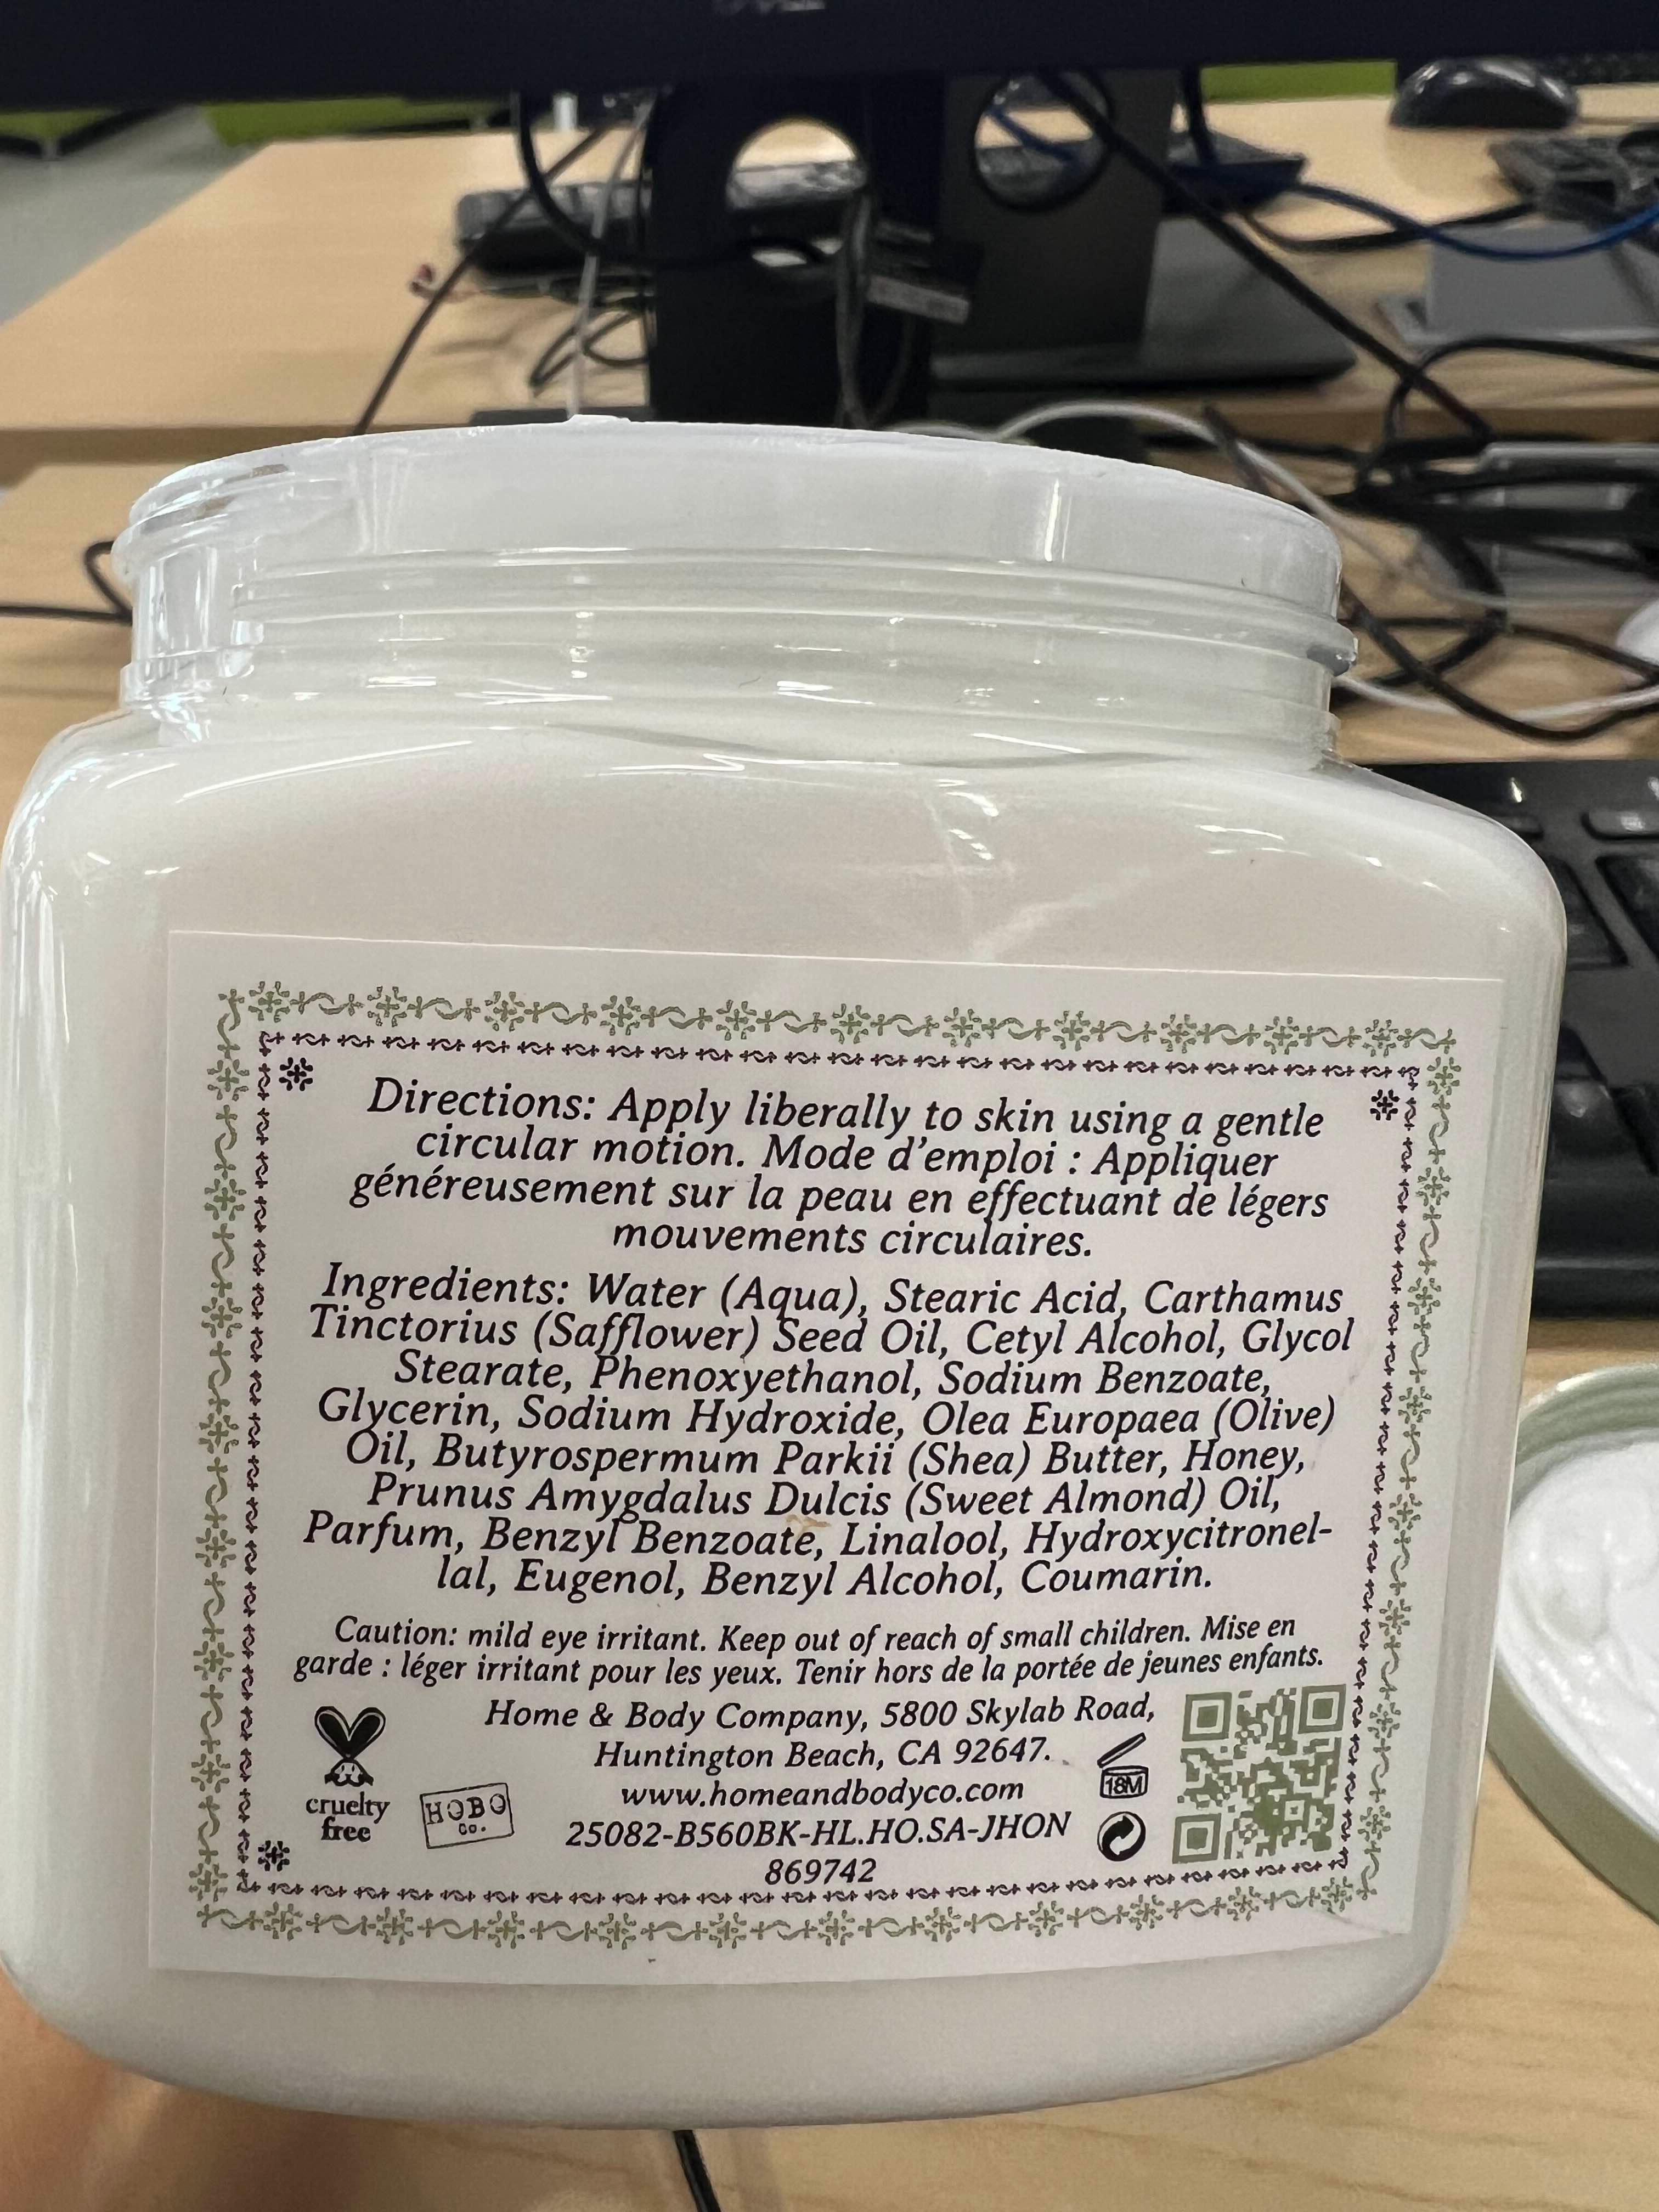 Directions: Apply liberally to skin using a gentle
circular motion. Mode d'emploi : Appliquer
généreusement sur la peau en effectuant de légers
mouvements circulaires.
Ingredients: Water (Aqua), Stearic Acid, Carthamus
Tinctorius (Safflower) Seed Oil, Cetyl Alcohol, Glycol
Stearate, Phenoxyethanol, Sodium Benzoate,
Glycerin, Sodium Hydroxide, Olea Europaea (Olive)
Oil, Butyrospermum Parkii (Shea) Butter, Honey,
Prunus Amygdalus Dulcis (Sweet Almond) Oil,
Parfum, Benzyl Benzoate, Linalool, Hydroxycitronel-
lal, Eugenol, Benzyl Alcohol, Coumarin.
Caution: mild eye irritant. Keep out of reach of small children. Mise en
garde : léger irritant pour les yeux. Tenir hors de la portée de jeunes enfants.
cruelty
free
HOBO
co.
Home & Body Company, 5800 Skylab Road,
Huntington Beach, CA 92647.
www.homeandbodyco.com
25082-B560BK-HL.HO.SA-JHON
869742
18M